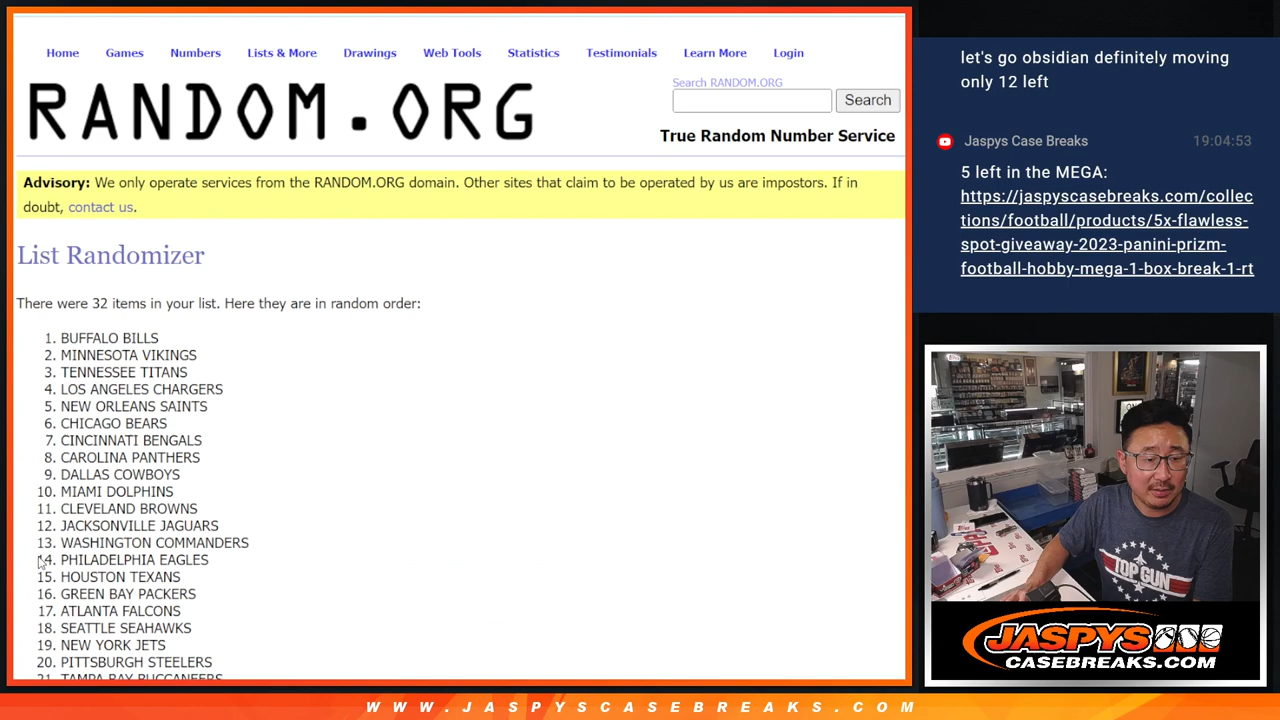 Home Games Numbers Lists & More Drawings Web Tools Statistics Testimonials Learn More Login
RANDOM.ORG
Search RANDOM.ORG
Search
True Random Number Service
Advisory: We only operate services from the RANDOM.ORG domain. Other sites that claim to be operated by us are impostors. If in
doubt, contact us.
List Randomizer
There were 32 items in your list. Here they are in random order:
1. BUFFALO BILLS
2. MINNESOTA VIKINGS
3. TENNESSEE TITANS
4. LOS ANGELES CHARGERS
5. NEW ORLEANS SAINTS
6. CHICAGO BEARS
7. CINCINNATI BENGALS
8. CAROLINA PANTHERS
9. DALLAS COWBOYS
10. MIAMI DOLPHINS
11. CLEVELAND BROWNS
12. JACKSONVILLE JAGUARS
13. WASHINGTON COMMANDERS
14. PHILADELPHIA EAGLES
15. HOUSTON TEXANS
16. GREEN BAY PACKERS
17. ATLANTA FALCONS
18. SEATTLE SEAHAWKS
19. NEW YORK JETS
20. PITTSBURGH STEELERS
21. TAMPA BAY BUCCANEERS
let's go obsidian definitely moving
only 12 left
Jaspys Case Breaks 19:04:53
5 left in the MEGA:
https://jaspyscasebreaks.com/collec
tions/football/products/5x-flawless-
spot-giveaway-2023-panini-prizm-
football-hobby-mega-1-box-break-1-rt
TOP GUN
JASPYS
CASEBREAKS.COM
WWW.JASPYSCASEBREAKS.COM